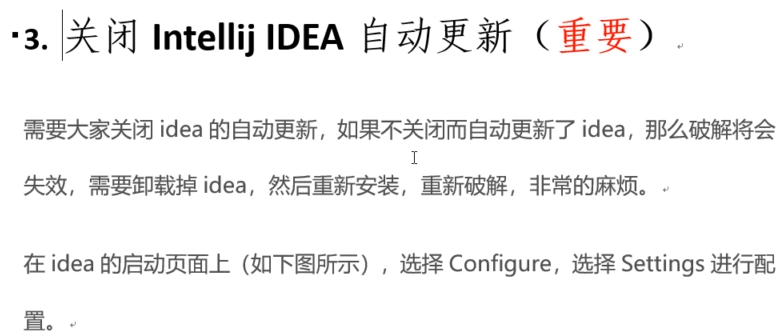 3. 关闭 Intellij IDEA 自动更新（重要）
需要大家关闭 idea 的自动更新，如果不关闭而自动更新了 idea，那么破解将会
失效，需要卸载掉 idea，然后重新安装，重新破解，非常的麻烦。
在 idea 的启动页面上（如下图所示），选择 Configure，选择 Settings 进行配
置。